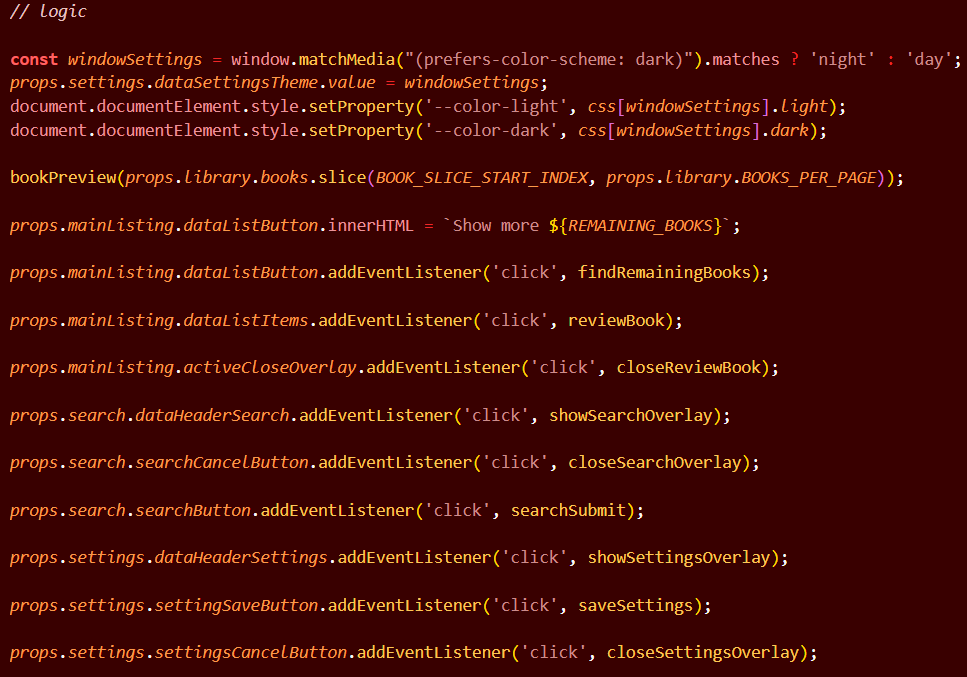 // logic
const windowSettings = window.matchMedia("(prefers-color-scheme: dark)").matches ? 'night' : 'day';
props.settings.dataSettingsTheme.value = windowSettings;
document.documentElement.style.setProperty('--color-light', css[windowSettings].light);
document.documentElement.style.setProperty('--color-dark', css[windowSettings].dark);
bookPreview(props.library.books.slice(BOOK_SLICE_START_INDEX, props.library.BOOKS_PER_PAGE));
props.mainListing.dataListButton.innerHTML = `Show more ${REMAINING_BOOKS}`;
props.mainListing.dataListButton.addEventListener('click', findRemainingBooks);
props.mainListing.dataListItems.addEventListener('click', reviewBook);
props.mainListing.activeCloseOverlay.addEventListener('click', closeReviewBook);
props.search.dataHeaderSearch.addEventListener('click', showSearchOverlay);
props.search.searchCancelButton.addEventListener('click', closeSearchOverlay);
props.search.searchButton.addEventListener('click', searchSubmit);
props.settings.dataHeaderSettings.addEventListener('click', showSettingsOverlay);
props.settings.settingSaveButton.addEventListener('click', saveSettings);
props.settings.settingsCancelButton.addEventListener('click', closeSettingsOverlay);